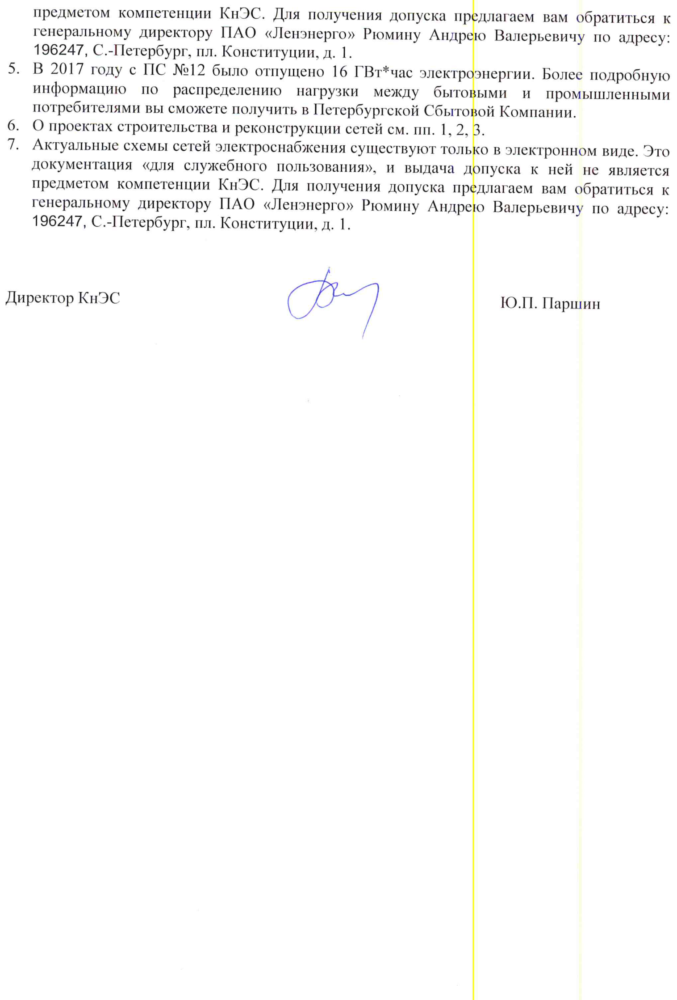 предметом компетенции КнЭС. Для получения допуска предлагаем вам обратиться к
генеральному директору ПАО «Ленэнерго» Рюмину Андрею Валерьевичу по адресу:
196247, С.-Петербург, пл. Конституции, д. 1.
5. В 2017 году с ПС №12 было отпущено 16 ГВт*час электроэнергии. Более подробную
информацию по распределению нагрузки между бытовыми и промышленными
потребителями вы сможете получить в Петербургской Сбытовой Компании.
6. О проектах строительства и реконструкции сетей см. пп. 1, 2, 3.
7. Актуальные схемы сетей электроснабжения существуют только в электронном виде. Это
документация «для служебного пользования», и выдача допуска к ней не является
предметом компетенции КнЭС. Для получения допуска предлагаем вам обратиться к
генеральному директору ПАО «Ленэнерго» Рюмину Андрею Валерьевичу по адресу:
196247, С.-Петербург, пл. Конституции, д. 1.
Директор КнЭС Ю.П. Паршин